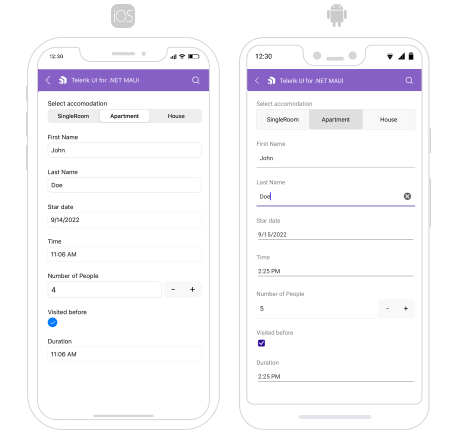 iOS
12:30
Telerik UI for .NET MAUI
Select accomodation
SingleRoom Apartment House
First Name
John
Last Name
Doe
Star date
9/14/2022
Time
11:06 AM
Number of People
4 - +
Visited before
Duration
11:06 AM
12:30
Telerik UI for .NET MAUI
Select accomodation
SingleRoom Apartment House
First Name
John
Last Name
Doe
Star date
9/15/2022
Time
2:25 PM
Number of People
5 - +
Visited before
Duration
2:25 PM